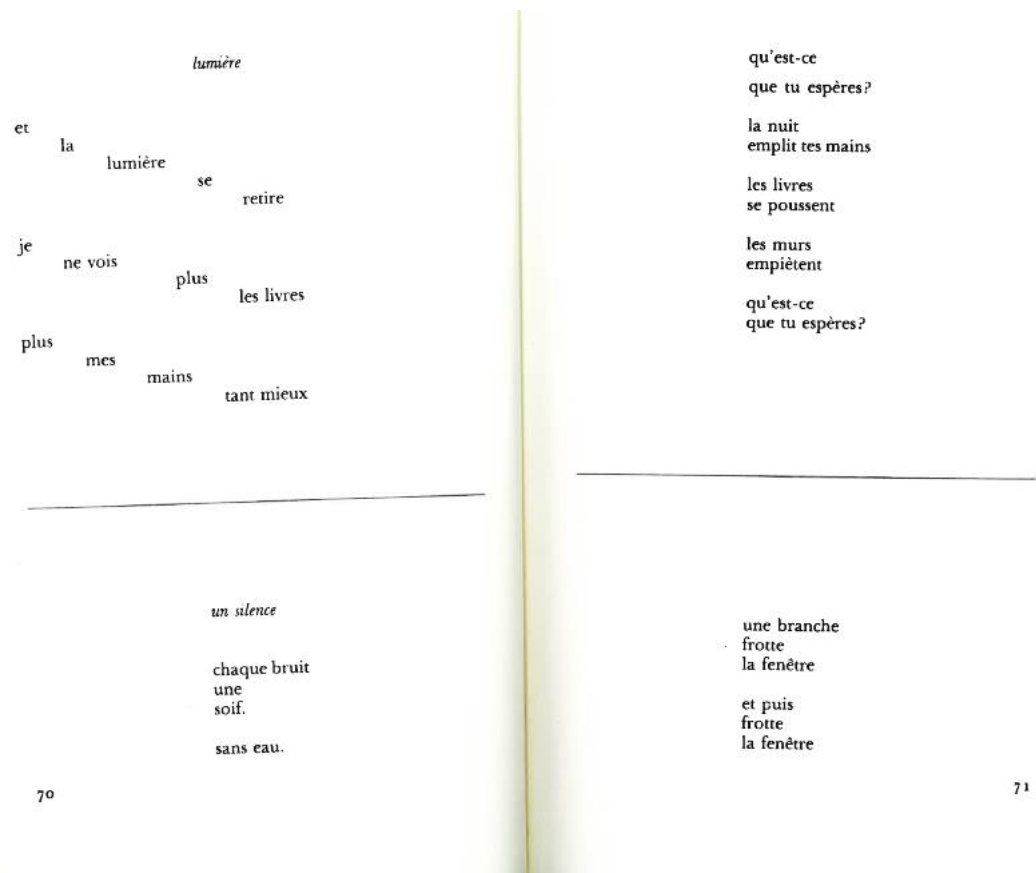 lumière
et
la
lumière
se
retire
je
ne vois
plus
les livres
plus
mes
mains
tant mieux
un silence
chaque bruit
une
soif.
sans eau.
70
qu'est-ce
que tu espères?
la nuit
emplit tes mains
les livres
se poussent
les murs
empiètent
qu'est-ce
que tu espères?
une branche
frotte
la fenêtre
et puis
frotte
la fenêtre
71